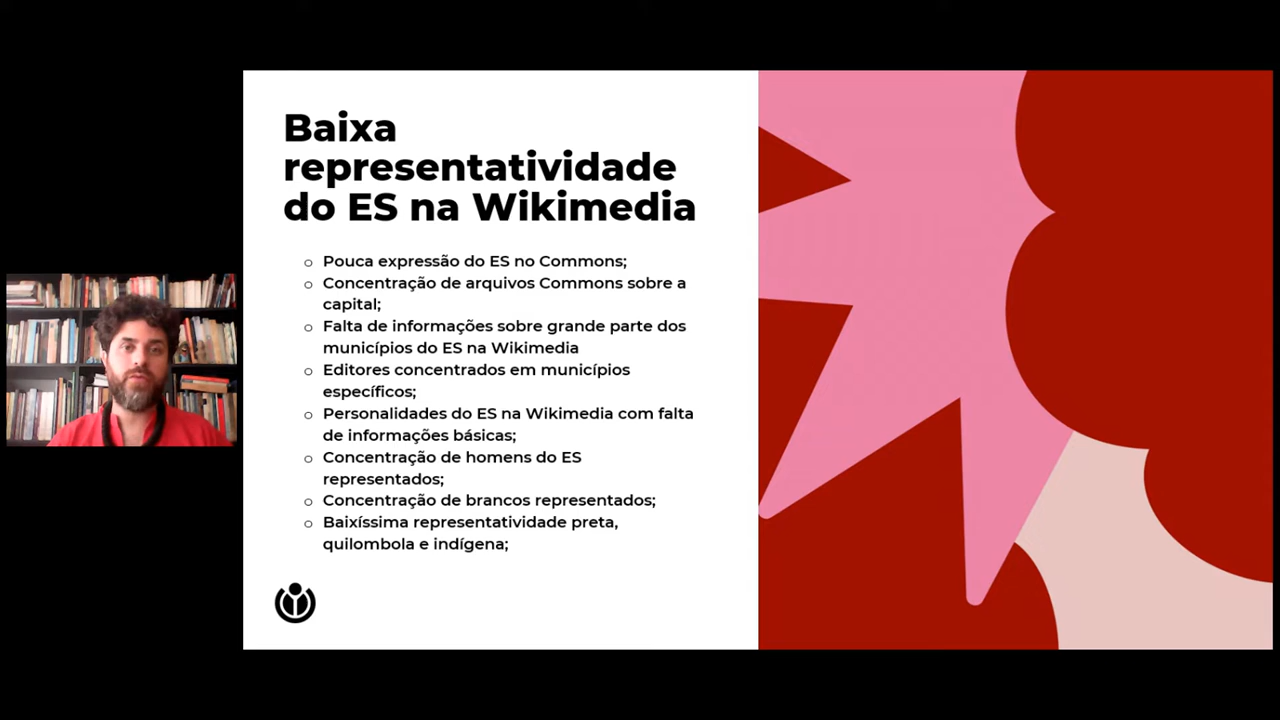 Baixa
representatividade
do ES na Wikimedia
o Pouca expressão do ES no Commons;
o Concentração de arquivos Commons sobre a
capital;
o Falta de informações sobre grande parte dos
municípios do ES na Wikimedia
o Editores concentrados em municípios
específicos;
o Personalidades do ES na Wikimedia com falta
de informações básicas;
o Concentração de homens do ES
representados;
o Concentração de brancos representados;
o Baixíssima representatividade preta,
quilombola e indígena;